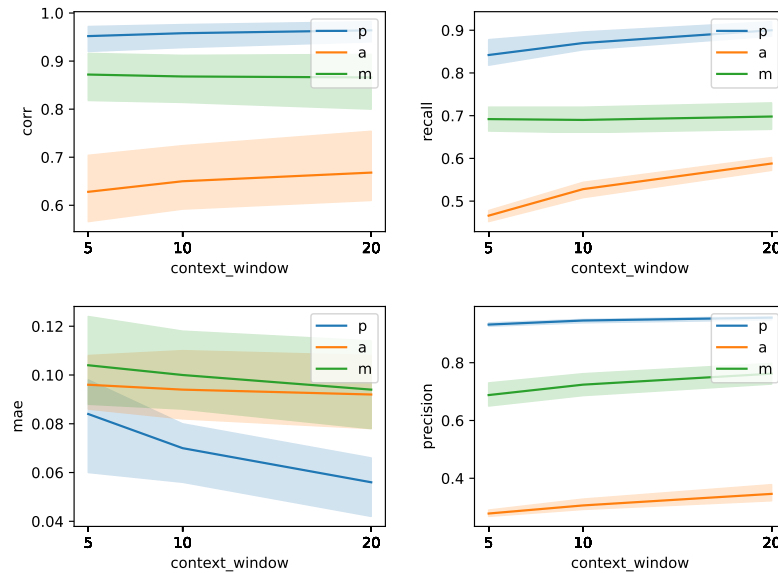 1.0
0.9
0.8
0.7
0.6
corr
5
10
20
context_window
p
a
m
0.9
0.8
0.7
0.6
0.5
recall
5
10
20
context_window
p
a
m
0.12
0.10
0.08
0.06
0.04
mae
5
10
20
context_window
p
a
m
0.8
0.6
0.4
precision
5
10
20
context_window
p
a
m